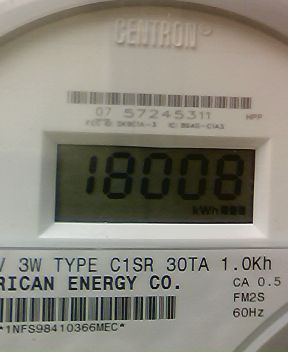 CENTRON®
07 57245311 HPP
18008
kWh
V 3W TYPE C1SR 30TA 1.0Kh
RICAN ENERGY CO. CA 0.5
FM2S
*1NFS98410366MEC* 60Hz